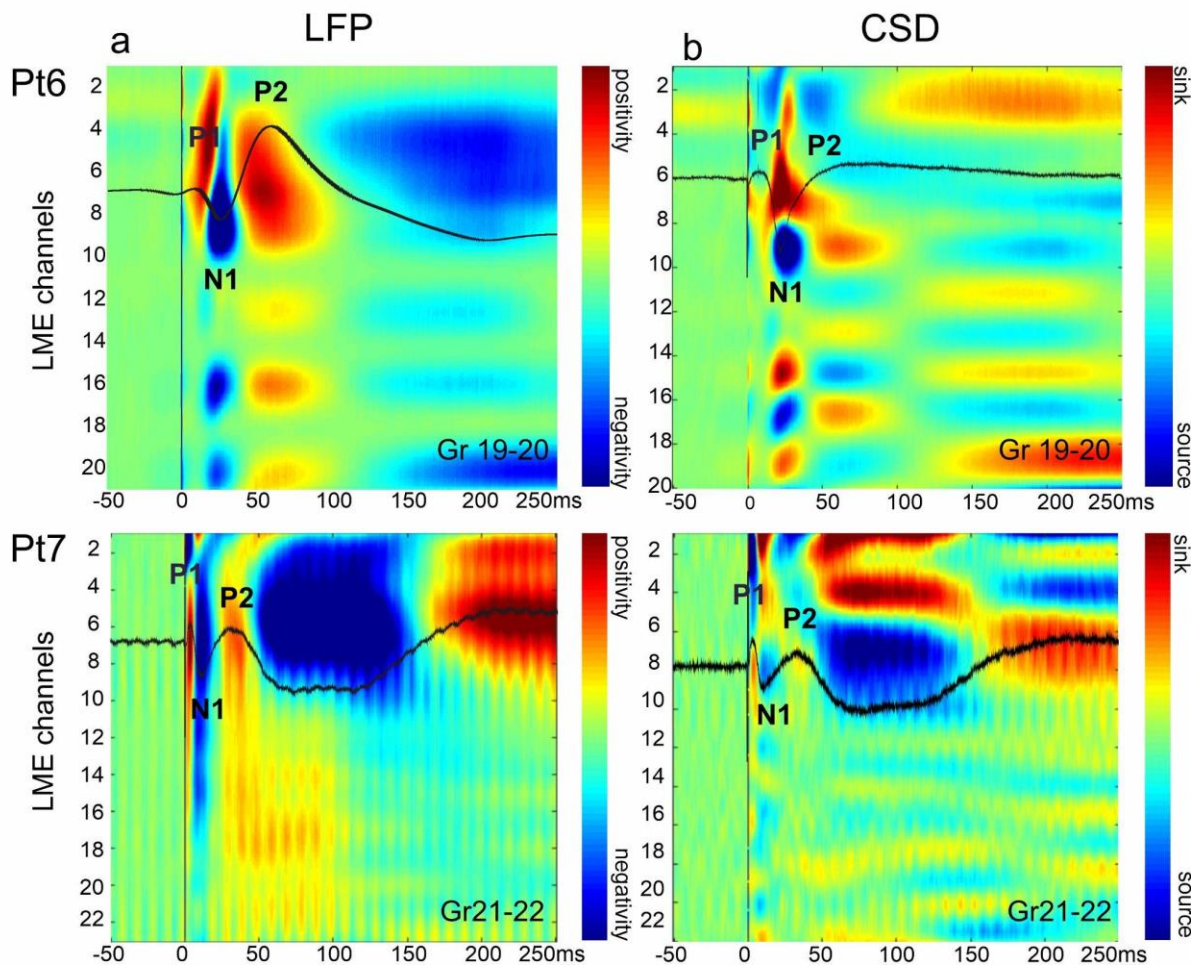 LFP
CSD
a
b
Pt6
LME channels
2
4
6
8
10
12
14
16
18
20
P1
P2
N1
Gr 19-20
-50 0 50 100 150 200 250ms
positivity
negativity
2
4
6
8
10
12
14
16
18
20
P1
P2
N1
Gr 19-20
-50 0 50 100 150 200 250ms
sink
source
Pt7
LME channels
2
4
6
8
10
12
14
16
18
20
22
P1
P2
N1
Gr21-22
-50 0 50 100 150 200 250ms
positivity
negativity
2
4
6
8
10
12
14
16
18
20
22
P1
P2
N1
Gr21-22
-50 0 50 100 150 200 250ms
sink
source